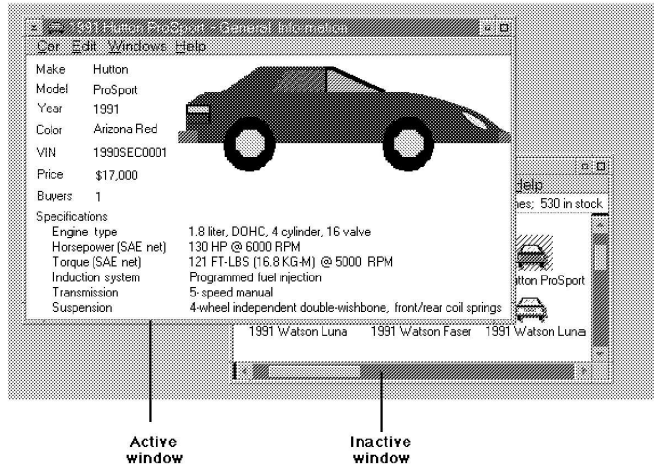 1991 Hutton ProSport - General Information
Car Edit Windows Help
Make Hutton
Model ProSport
Year 1991
Color Arizona Red
VIN 1990SEC0001
Price $17,000
Buyers 1
Specifications
Engine type 1.8 liter, DOHC, 4 cylinder, 16 valve
Horsepower (SAE net) 130 HP @ 6000 RPM
Torque (SAE net) 121 FT-LBS (16.8 KG-M) @ 5000 RPM
Induction system Programmed fuel injection
Transmission 5-speed manual
Suspension 4-wheel independent double-wishbone, front/rear coil springs
Help
nes; 530 in stock
utton ProSport
1991 Watson Luna 1991 Watson Faser 1991 Watson Luna
Active
window
Inactive
window